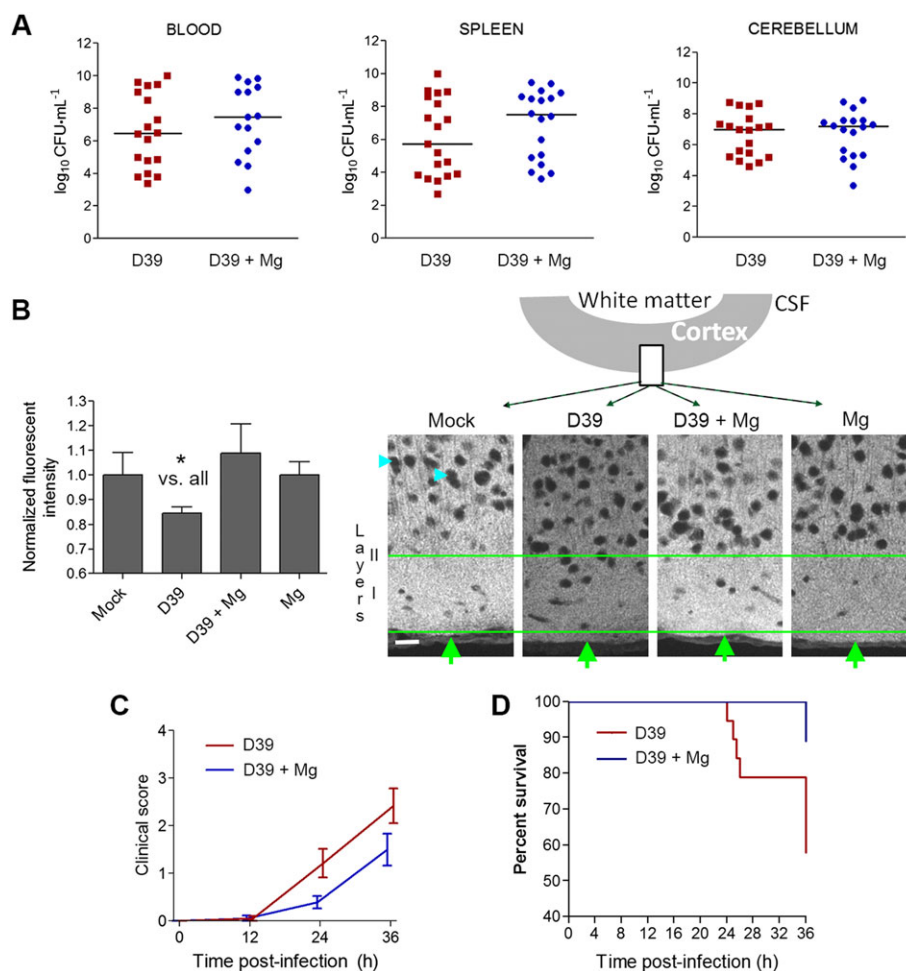 A
BLOOD
SPLEEN
CEREBELLUM
log₁₀ CFU·mL⁻¹
12
10
8
6
4
2
0
D39
D39 + Mg
log₁₀ CFU·mL⁻¹
12
10
8
6
4
2
0
D39
D39 + Mg
log₁₀ CFU·mL⁻¹
12
10
8
6
4
2
0
D39
D39 + Mg
B
Normalized fluorescent
intensity
1.3
1.2
1.1
1.0
0.9
0.8
0.7
0.6
*
vs. all
Mock
D39
D39 + Mg
Mg
White matter
CSF
Cortex
Mock
D39
D39 + Mg
Mg
Layers
II
I
C
Clinical score
4
3
2
1
0
D39
D39 + Mg
0
12
24
36
Time post-infection (h)
D
Percent survival
100
90
80
70
60
50
40
D39
D39 + Mg
0
4
8
12
16
20
24
28
32
36
Time post-infection (h)